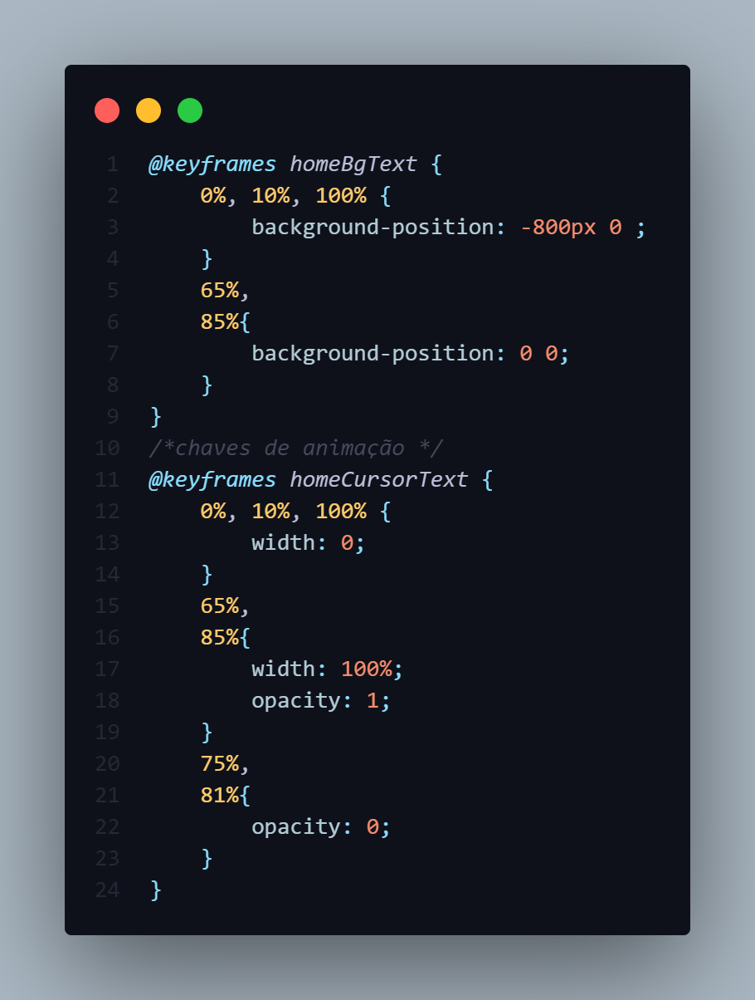 1 @keyframes homeBgText {
2     0%, 10%, 100% {
3         background-position: -800px 0 ;
4     }
5     65%,
6     85%{
7         background-position: 0 0;
8     }
9 }
10 /*chaves de animação */
11 @keyframes homeCursorText {
12     0%, 10%, 100% {
13         width: 0;
14     }
15     65%,
16     85%{
17         width: 100%;
18         opacity: 1;
19     }
20     75%,
21     81%{
22         opacity: 0;
23     }
24 }